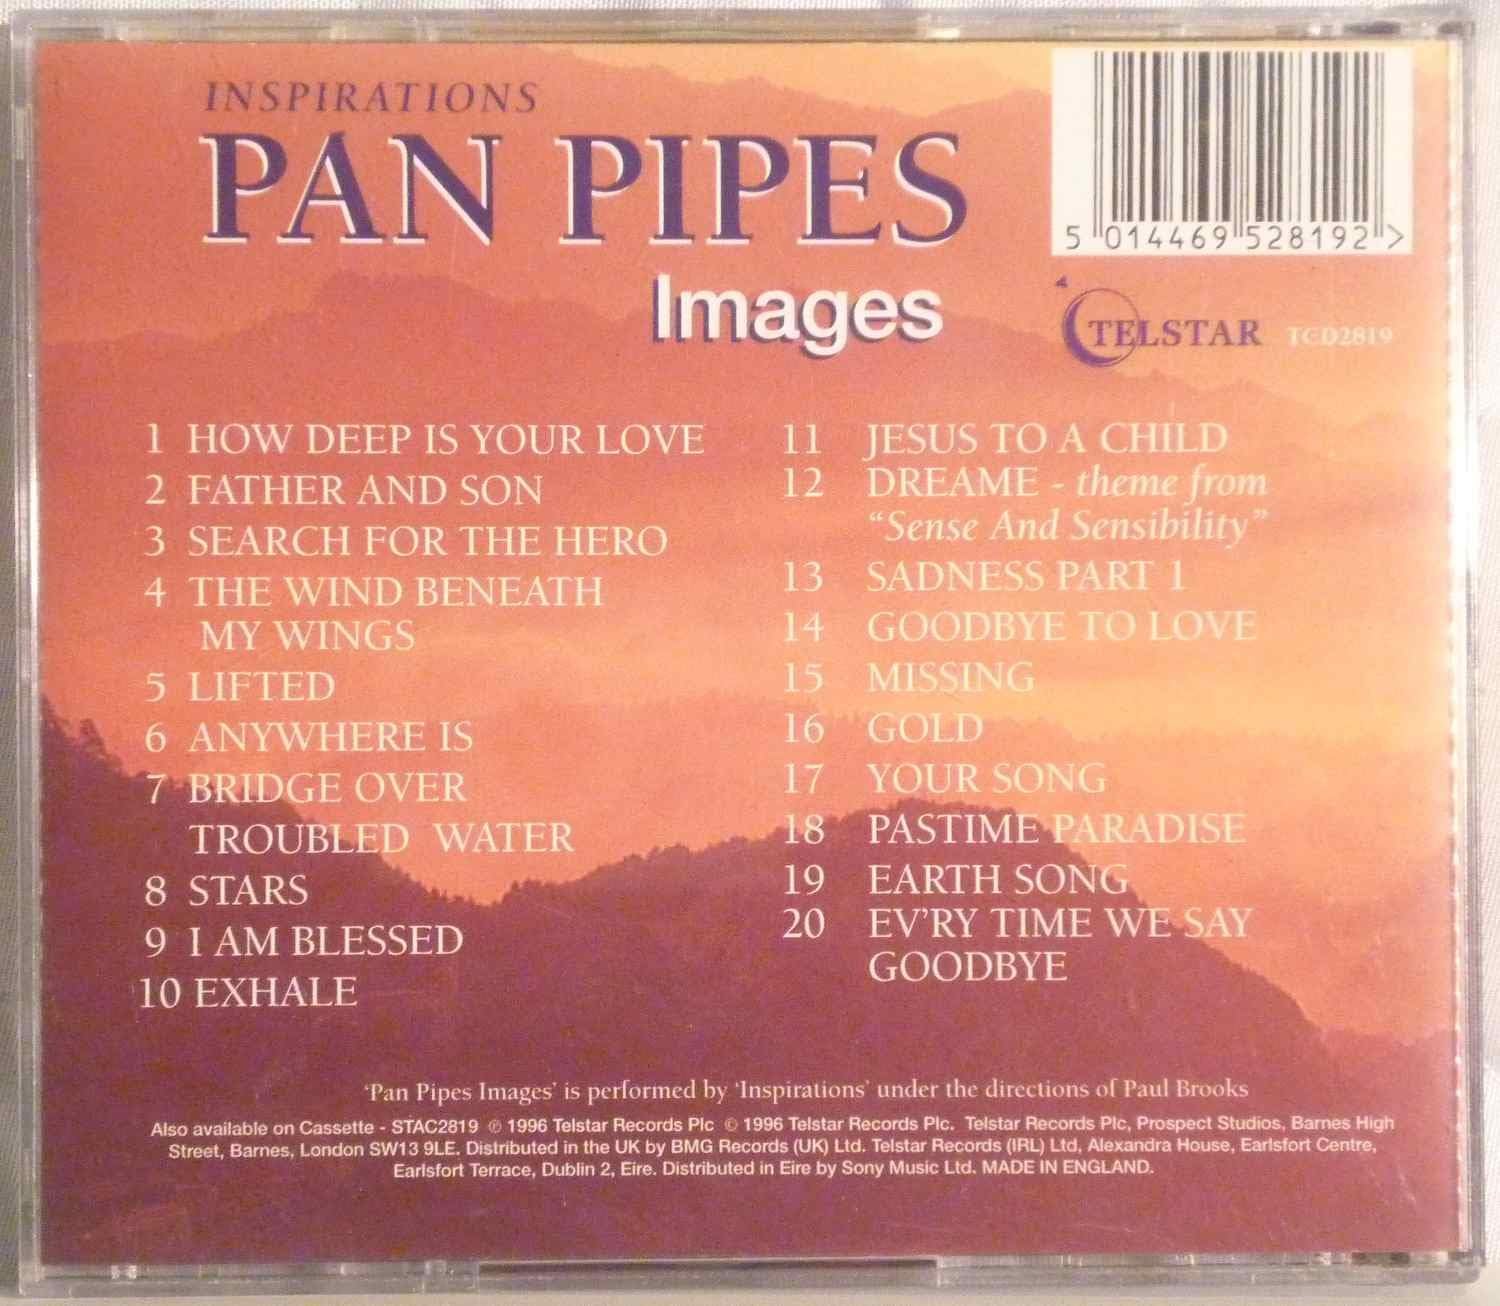 INSPIRATIONS
PAN PIPES
Images
5 014469 528192 >
TELSTAR TCD2819
1 HOW DEEP IS YOUR LOVE
2 FATHER AND SON
3 SEARCH FOR THE HERO
4 THE WIND BENEATH
MY WINGS
5 LIFTED
6 ANYWHERE IS
7 BRIDGE OVER
TROUBLED WATER
8 STARS
9 I AM BLESSED
10 EXHALE
11 JESUS TO A CHILD
12 DREAME - theme from
"Sense And Sensibility"
13 SADNESS PART 1
14 GOODBYE TO LOVE
15 MISSING
16 GOLD
17 YOUR SONG
18 PASTIME PARADISE
19 EARTH SONG
20 EV'RY TIME WE SAY
GOODBYE
'Pan Pipes Images' is performed by 'Inspirations' under the directions of Paul Brooks
Also available on Cassette - STAC2819 ℗ 1996 Telstar Records Plc © 1996 Telstar Records Plc. Telstar Records Plc, Prospect Studios, Barnes High
Street, Barnes, London SW13 9LE. Distributed in the UK by BMG Records (UK) Ltd. Telstar Records (IRL) Ltd, Alexandra House, Earlsfort Centre,
Earlsfort Terrace, Dublin 2, Eire. Distributed in Eire by Sony Music Ltd. MADE IN ENGLAND.